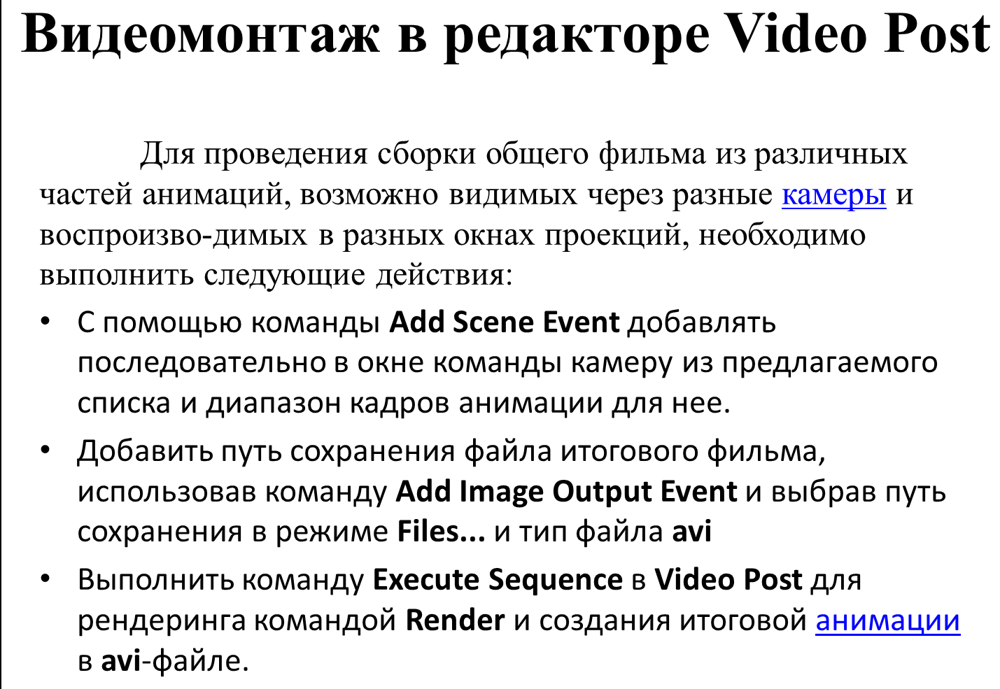 Видеомонтаж в редакторе Video Post
Для проведения сборки общего фильма из различных
частей анимаций, возможно видимых через разные камеры и
воспроизво-димых в разных окнах проекций, необходимо
выполнить следующие действия:
• С помощью команды Add Scene Event добавлять
последовательно в окне команды камеру из предлагаемого
списка и диапазон кадров анимации для нее.
• Добавить путь сохранения файла итогового фильма,
использовав команду Add Image Output Event и выбрав путь
сохранения в режиме Files... и тип файла avi
• Выполнить команду Execute Sequence в Video Post для
рендеринга командой Render и создания итоговой анимации
в avi-файле.